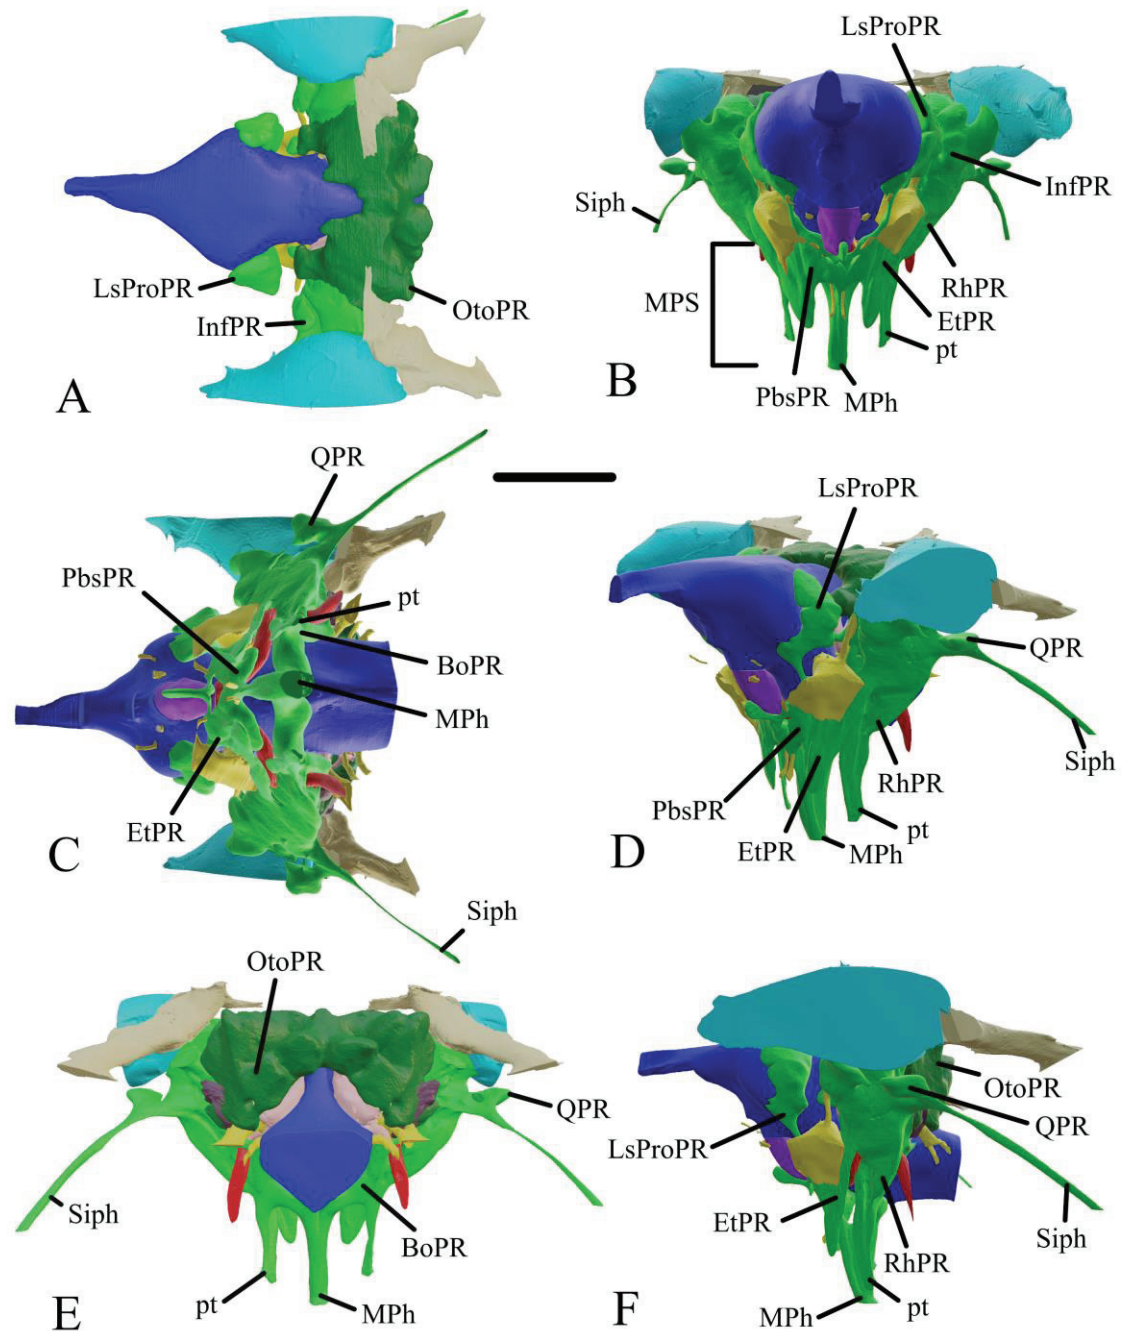 LsProPR
InfPR
OtoPR
A
LsProPR
Siph
InfPR
MPS
RhPR
EtPR
pt
PbsPR
MPh
B
QPR
PbsPR
pt
BoPR
MPh
EtPR
C
Siph
LsProPR
QPR
Siph
RhPR
PbsPR
pt
EtPR
MPh
D
OtoPR
QPR
Siph
BoPR
pt
MPh
E
OtoPR
QPR
LsProPR
Siph
EtPR
RhPR
pt
MPh
F